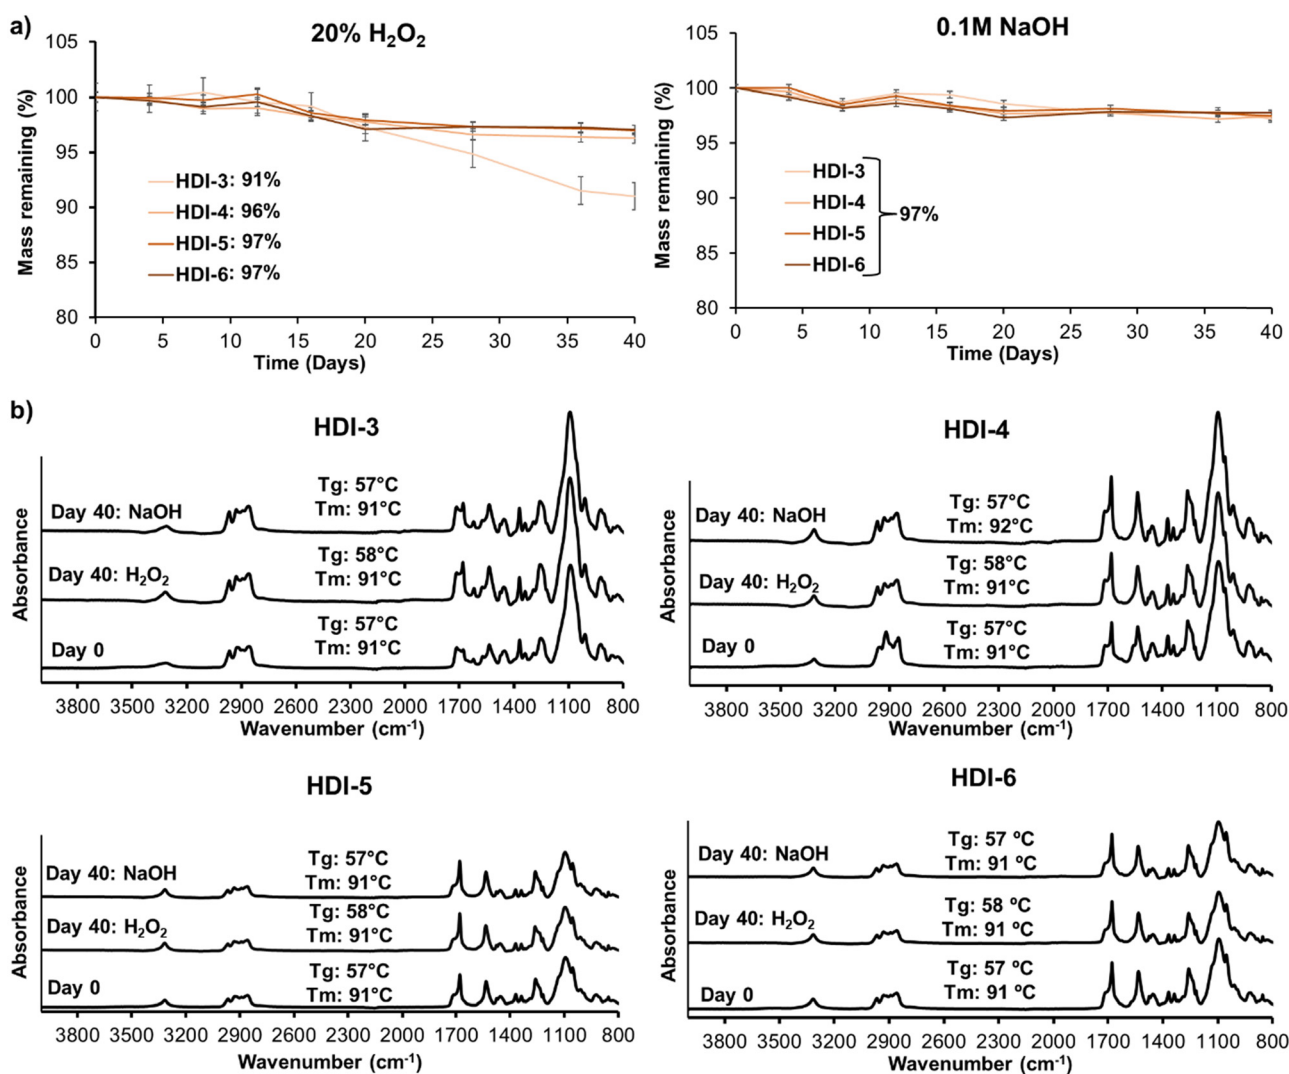 a)
20% H₂O₂
Mass remaining (%)
105
100
95
90
85
80
HDI-3: 91%
HDI-4: 96%
HDI-5: 97%
HDI-6: 97%
0 5 10 15 20 25 30 35 40
Time (Days)
0.1M NaOH
Mass remaining (%)
105
100
95
90
85
80
HDI-3
HDI-4
HDI-5
HDI-6
97%
0 5 10 15 20 25 30 35 40
Time (Days)
b)
HDI-3
Absorbance
Day 40: NaOH
Tg: 57°C
Tm: 91°C
Day 40: H₂O₂
Tg: 58°C
Tm: 91°C
Day 0
Tg: 57°C
Tm: 91°C
3800 3500 3200 2900 2600 2300 2000 1700 1400 1100 800
Wavenumber (cm⁻¹)
HDI-4
Absorbance
Day 40: NaOH
Tg: 57°C
Tm: 92°C
Day 40: H₂O₂
Tg: 58°C
Tm: 91°C
Day 0
Tg: 57°C
Tm: 91°C
3800 3500 3200 2900 2600 2300 2000 1700 1400 1100 800
Wavenumber (cm⁻¹)
HDI-5
Absorbance
Day 40: NaOH
Tg: 57°C
Tm: 91°C
Day 40: H₂O₂
Tg: 58°C
Tm: 91°C
Day 0
Tg: 57°C
Tm: 91°C
3800 3500 3200 2900 2600 2300 2000 1700 1400 1100 800
Wavenumber (cm⁻¹)
HDI-6
Absorbance
Day 40: NaOH
Tg: 57 ºC
Tm: 91 ºC
Day 40: H₂O₂
Tg: 58 ºC
Tm: 91 ºC
Day 0
Tg: 57 ºC
Tm: 91 ºC
3800 3500 3200 2900 2600 2300 2000 1700 1400 1100 800
Wavenumber (cm⁻¹)